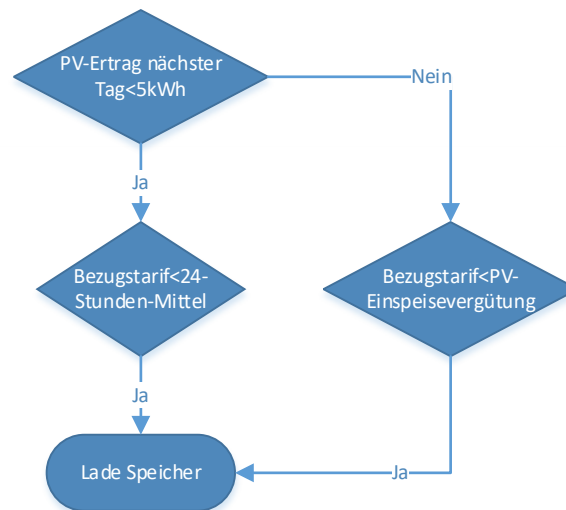 PV-Ertrag nächster
Tag<5kWh
Nein
Ja
Bezugstarif<24-
Stunden-Mittel
Bezugstarif<PV-
Einspeisevergütung
Ja
Lade Speicher
Ja